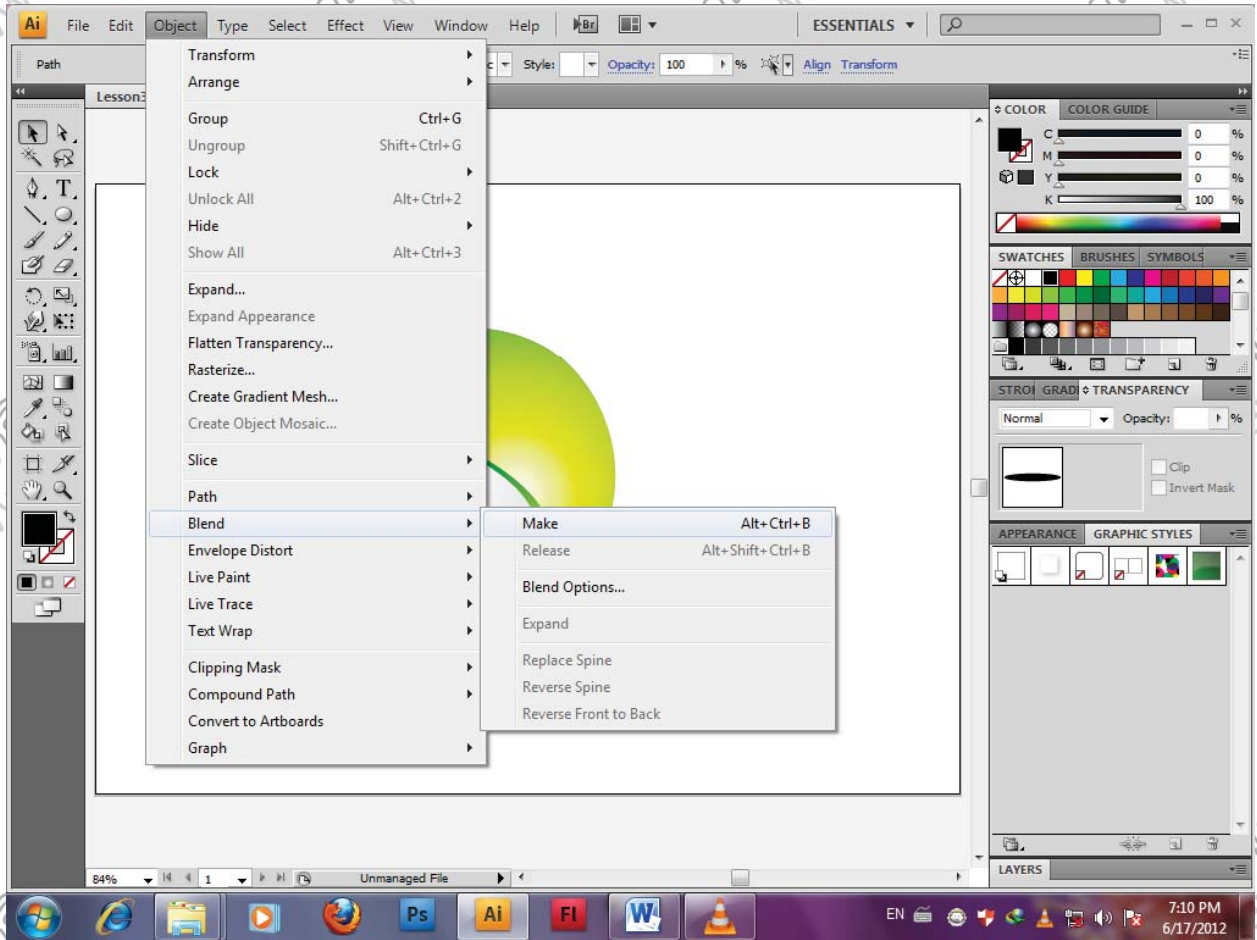 Ai File Edit Object Type Select Effect View Window Help Br ESSENTIALS
Path Style: Opacity: 100 % Align Transform
Transform
Arrange
Group Ctrl+G
Ungroup Shift+Ctrl+G
Lock
Unlock All Alt+Ctrl+2
Hide
Show All Alt+Ctrl+3
Expand...
Expand Appearance
Flatten Transparency...
Rasterize...
Create Gradient Mesh...
Create Object Mosaic...
Slice
Path
Blend
Envelope Distort
Live Paint
Live Trace
Text Wrap
Clipping Mask
Compound Path
Convert to Artboards
Graph
Make Alt+Ctrl+B
Release Alt+Shift+Ctrl+B
Blend Options...
Expand
Replace Spine
Reverse Spine
Reverse Front to Back
Lesson3
COLOR COLOR GUIDE
C 0 %
M 0 %
Y 0 %
K 100 %
SWATCHES BRUSHES SYMBOLS
STROI GRADI TRANSPARENCY
Normal Opacity: %
Clip
Invert Mask
APPEARANCE GRAPHIC STYLES
LAYERS
84% 1 Unmanaged File
Ps Ai Fl W EN 7:10 PM
6/17/2012